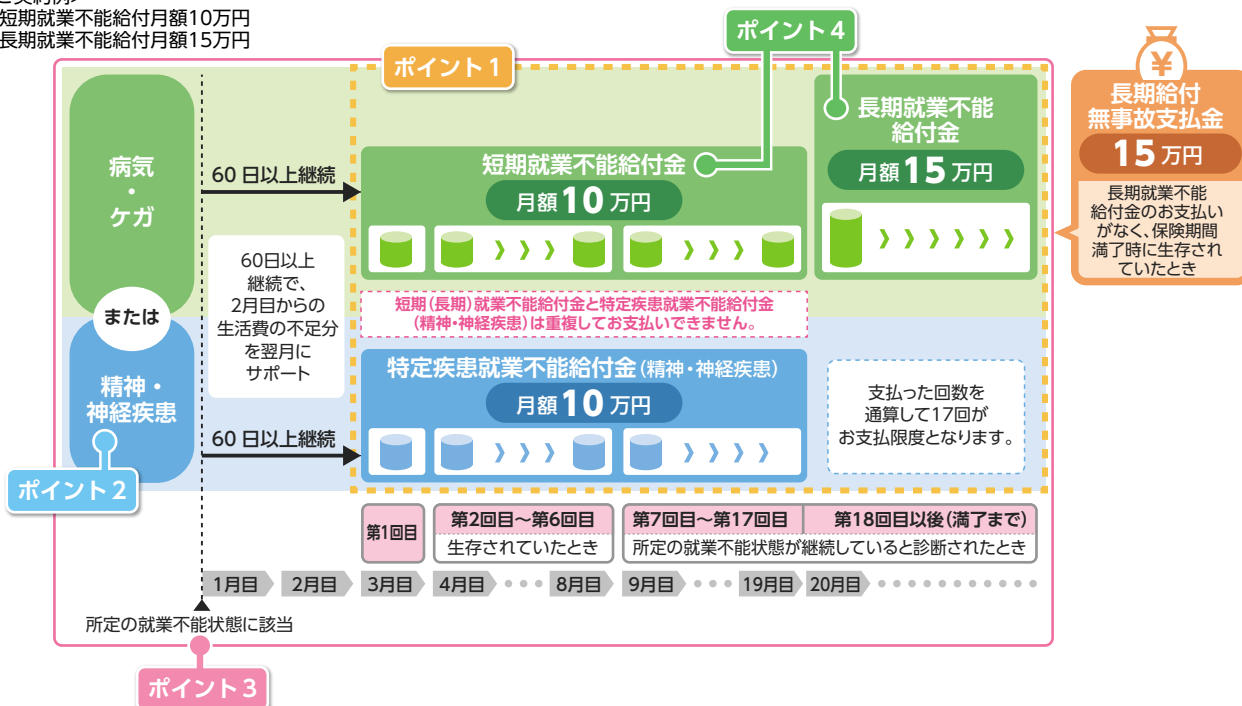 短期就業不能給付月額10万円
長期就業不能給付月額15万円
ポイント1
ポイント4
病気
・
ケガ
または
精神・
神経疾患
ポイント2
60日以上継続
60日以上
継続で、
2月目からの
生活費の不足分
を翌月に
サポート
60日以上継続
短期就業不能給付金
月額10万円
長期就業不能
給付金
月額15万円
短期(長期)就業不能給付金と特定疾患就業不能給付金
(精神・神経疾患)は重複してお支払いできません。
特定疾患就業不能給付金(精神・神経疾患)
月額10万円
支払った回数を
通算して17回が
お支払限度となります。
¥
長期給付
無事故支払金
15万円
長期就業不能
給付金のお支払い
がなく、保険期間
満了時に生存され
ていたとき
第1回目
第2回目～第6回目
生存されていたとき
第7回目～第17回目
第18回目以後(満了まで)
所定の就業不能状態が継続していると診断されたとき
1月目
2月目
3月目
4月目
8月目
9月目
19月目
20月目
所定の就業不能状態に該当
ポイント3